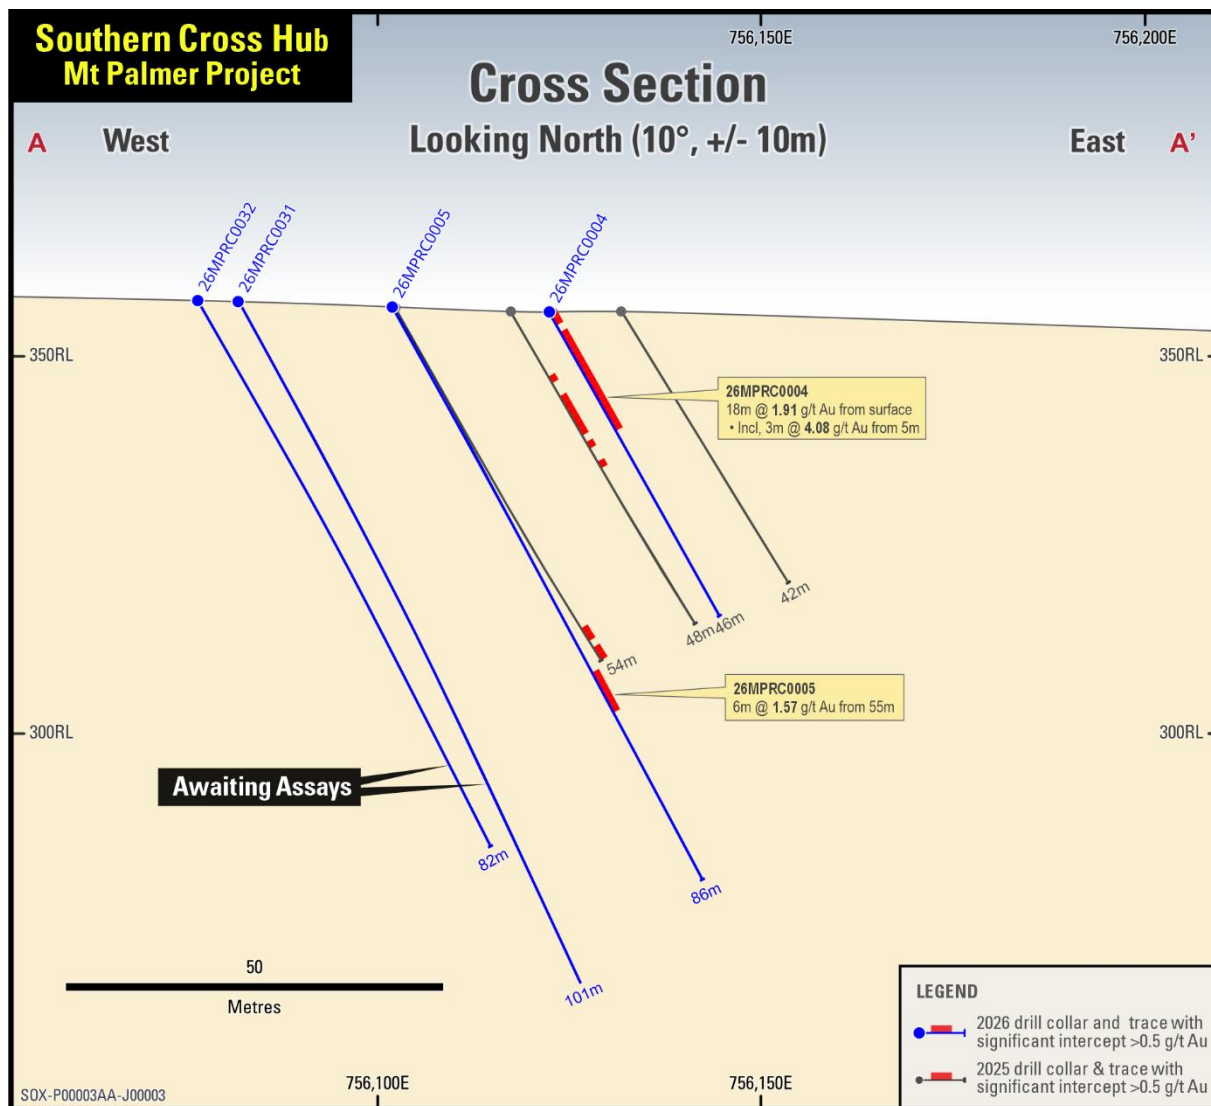 Southern Cross Hub
Mt Palmer Project
756,150E
756,200E
Cross Section
A
West
Looking North (10°, +/- 10m)
East
A'
26MPRC0032
26MPRC0031
26MPRC0005
26MPRC0004
350RL
350RL
26MPRC0004
18m @ 1.91 g/t Au from surface
• Incl, 3m @ 4.08 g/t Au from 5m
42m
48m
46m
54m
26MPRC0005
6m @ 1.57 g/t Au from 55m
300RL
300RL
Awaiting Assays
82m
86m
101m
50
Metres
LEGEND
2026 drill collar and trace with
significant intercept >0.5 g/t Au
2025 drill collar & trace with
significant intercept >0.5 g/t Au
756,100E
756,150E
SOX-P00003AA-J00003